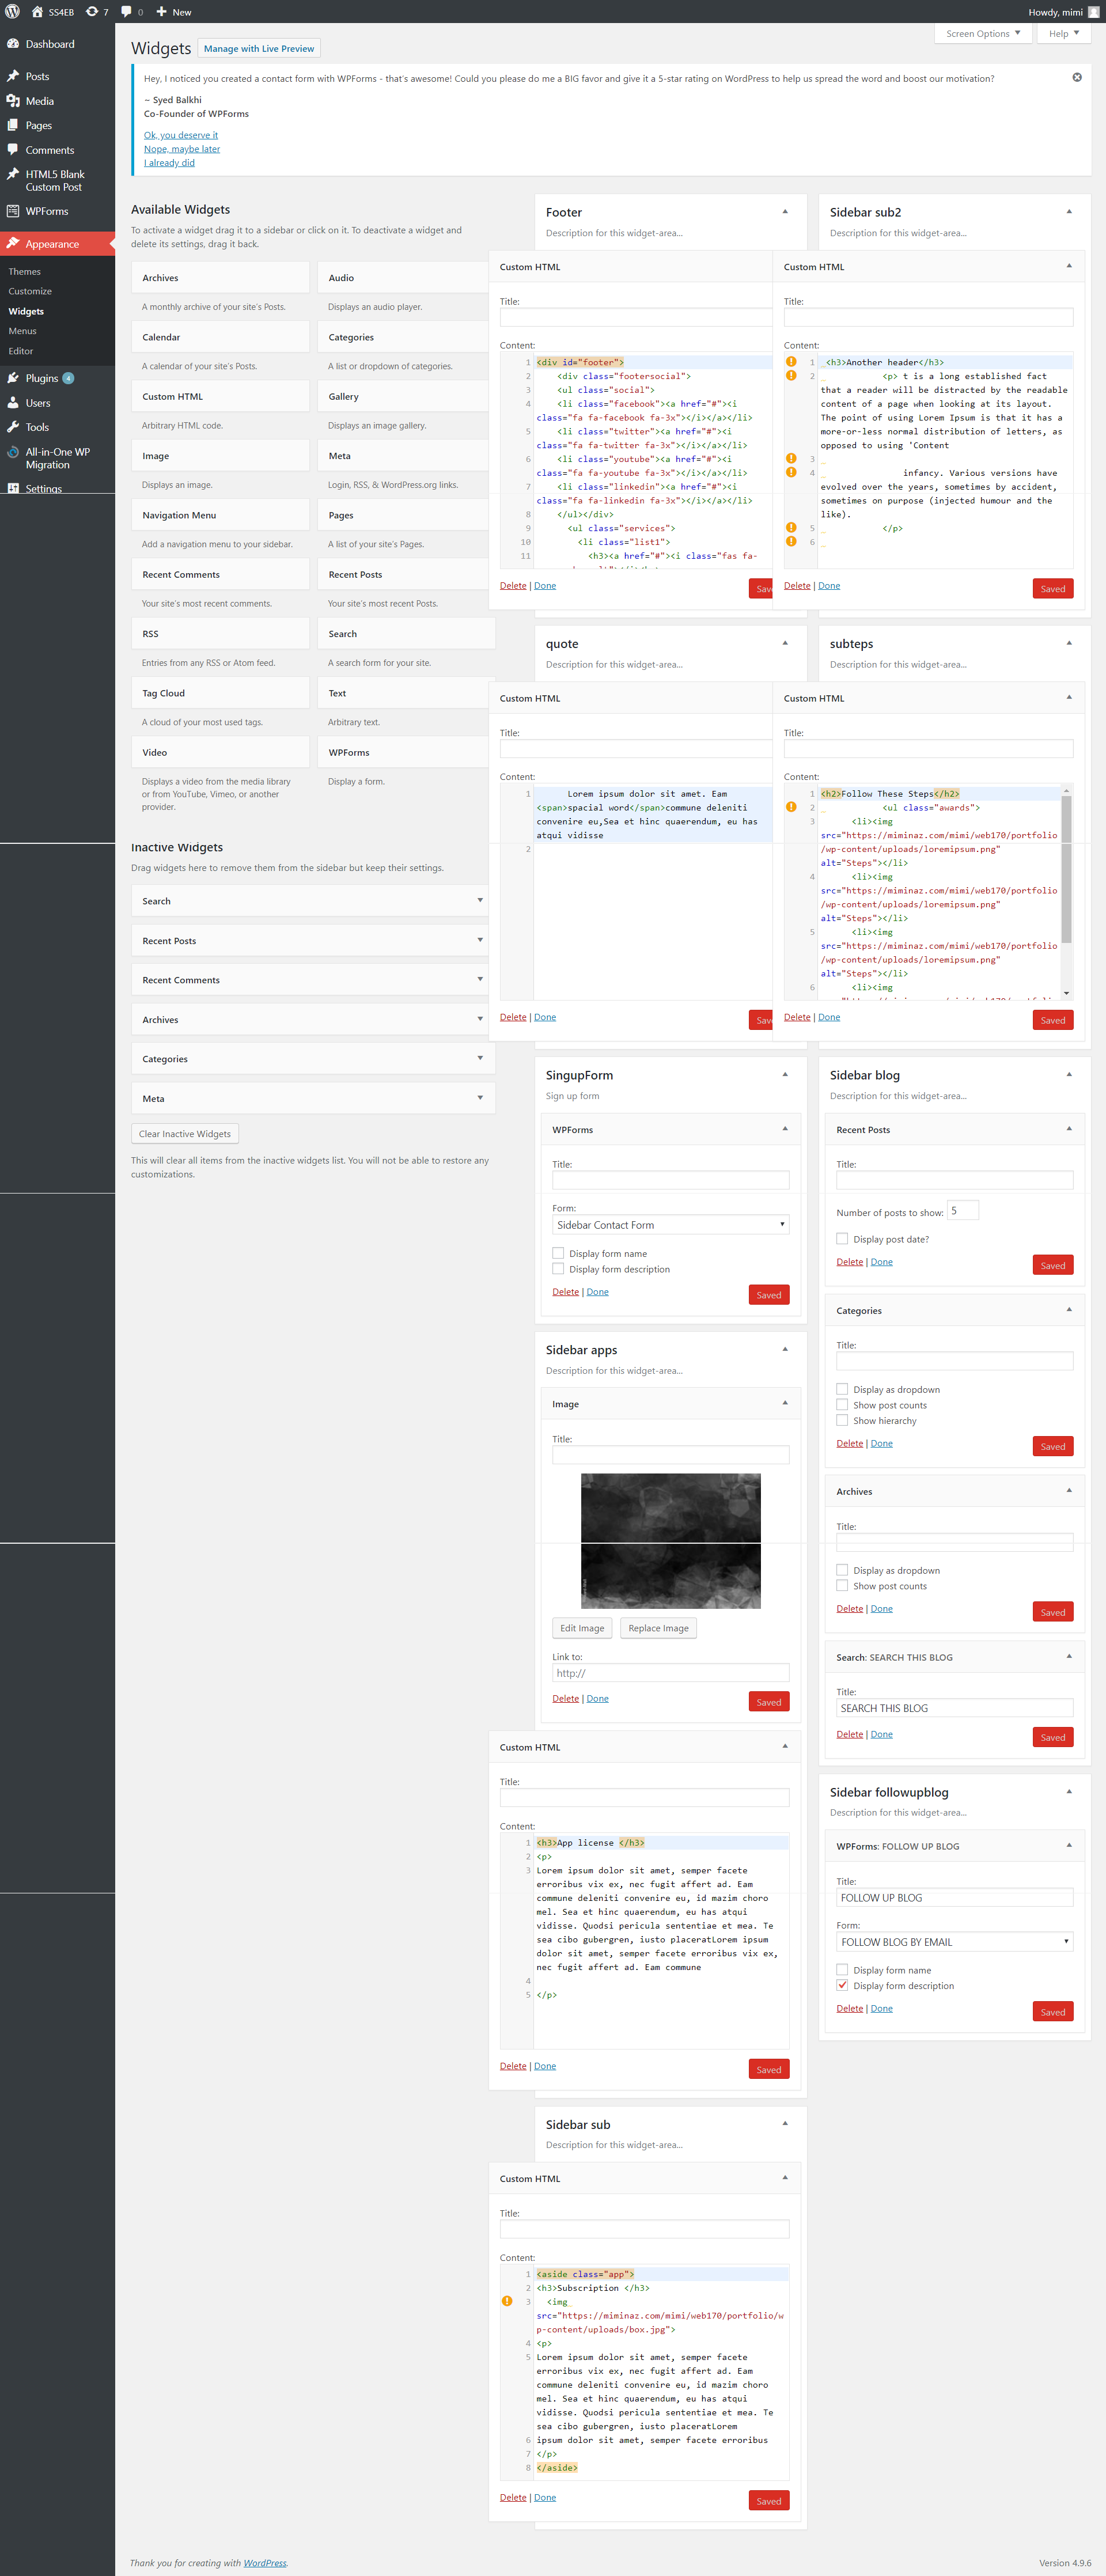 SS4EB 7 0 New
Howdy, mimi
Dashboard
Posts
Media
Pages
Comments
HTML5 Blank
Custom Post
WPForms
Appearance
Themes
Customize
Widgets
Menus
Editor
Plugins 4
Users
Tools
All-in-One WP
Migration
Settings
Screen Options
Help
Widgets
Manage with Live Preview
Hey, I noticed you created a contact form with WPForms - that's awesome! Could you please do me a BIG favor and give it a 5-star rating on WordPress to help us spread the word and boost our motivation?
~ Syed Balkhi
Co-Founder of WPForms
Ok, you deserve it
Nope, maybe later
I already did
Available Widgets
To activate a widget drag it to a sidebar or click on it. To deactivate a widget and
delete its settings, drag it back.
Archives
A monthly archive of your site's Posts.
Audio
Displays an audio player.
Calendar
A calendar of your site's Posts.
Categories
A list or dropdown of categories.
Custom HTML
Arbitrary HTML code.
Gallery
Displays an image gallery.
Image
Displays an image.
Meta
Login, RSS, & WordPress.org links.
Navigation Menu
Add a navigation menu to your sidebar.
Pages
A list of your site's Pages.
Recent Comments
Your site's most recent comments.
Recent Posts
Your site's most recent Posts.
RSS
Entries from any RSS or Atom feed.
Search
A search form for your site.
Tag Cloud
A cloud of your most used tags.
Text
Arbitrary text.
Video
Displays a video from the media library
or from YouTube, Vimeo, or another
provider.
WPForms
Display a form.
Inactive Widgets
Drag widgets here to remove them from the sidebar but keep their settings.
Search
Recent Posts
Recent Comments
Archives
Categories
Meta
Clear Inactive Widgets
This will clear all items from the inactive widgets list. You will not be able to restore any
customizations.
Footer
Description for this widget-area...
Custom HTML
Title:
Content:
1 <div id="footer">
2 <div class="footersocial">
3 <ul class="social">
4 <li class="facebook"><a href="#"><i
class="fa fa-facebook fa-3x"></i></a></li>
5 <li class="twitter"><a href="#"><i
class="fa fa-twitter fa-3x"></i></a></li>
6 <li class="youtube"><a href="#"><i
class="fa fa-youtube fa-3x"></i></a></li>
7 <li class="linkedin"><a href="#"><i
class="fa fa-linkedin fa-3x"></i></a></li>
8 </ul></div>
9 <ul class="services">
10 <li class="list1">
11 <h3><a href="#"><i class="fas fa-
Delete | Done
quote
Description for this widget-area...
Custom HTML
Title:
Content:
1 Lorem ipsum dolor sit amet. Eam
<span>spacial word</span>commune deleniti
convenire eu,Sea et hinc quaerendum, eu has
atqui vidisse
2
Delete | Done
SingupForm
Sign up form
WPForms
Title:
Form:
Sidebar Contact Form
Display form name
Display form description
Delete | Done
Saved
Sidebar apps
Description for this widget-area...
Image
Title:
Edit Image
Replace Image
Link to:
http://
Delete | Done
Saved
Custom HTML
Title:
Content:
1 <h3>App license </h3>
2 <p>
3
Lorem ipsum dolor sit amet, semper facete
erroribus vix ex, nec fugit affert ad. Eam
commune deleniti convenire eu, id mazim choro
mel. Sea et hinc quaerendum, eu has atqui
vidisse. Quodsi pericula sententiae et mea. Te
sea cibo gubergren, iusto placeratLorem ipsum
dolor sit amet, semper facete erroribus vix ex,
nec fugit affert ad. Eam commune
4
5 </p>
Delete | Done
Saved
Sidebar sub
Description for this widget-area...
Custom HTML
Title:
Content:
1 <aside class="app">
2 <h3>Subscription </h3>
3 <img
src="https://miminaz.com/mimi/web170/portfolio/w
p-content/uploads/box.jpg">
4 <p>
5
Lorem ipsum dolor sit amet, semper facete
erroribus vix ex, nec fugit affert ad. Eam
commune deleniti convenire eu, id mazim choro
mel. Sea et hinc quaerendum, eu has atqui
vidisse. Quodsi pericula sententiae et mea. Te
sea cibo gubergren, iusto placeratLorem
6 ipsum dolor sit amet, semper facete erroribus
7 </p>
8 </aside>
Delete | Done
Saved
Sidebar sub2
Description for this widget-area...
Custom HTML
Title:
Content:
1 <h3>Another header</h3>
2 <p> t is a long established fact
that a reader will be distracted by the readable
content of a page when looking at its layout.
The point of using Lorem Ipsum is that it has a
more-or-less normal distribution of letters, as
opposed to using 'Content
3
4 infancy. Various versions have
evolved over the years, sometimes by accident,
sometimes on purpose (injected humour and the
like).
5 </p>
6
Delete | Done
Saved
subteps
Description for this widget-area...
Custom HTML
Title:
Content:
1 <h2>Follow These Steps</h2>
2 <ul class="awards">
3 <li><img
src="https://miminaz.com/mimi/web170/portfolio
/wp-content/uploads/loremipsum.png"
alt="Steps"></li>
4 <li><img
src="https://miminaz.com/mimi/web170/portfolio
/wp-content/uploads/loremipsum.png"
alt="Steps"></li>
5 <li><img
src="https://miminaz.com/mimi/web170/portfolio
/wp-content/uploads/loremipsum.png"
alt="Steps"></li>
6 <li><img
Delete | Done
Saved
Sidebar blog
Description for this widget-area...
Recent Posts
Title:
Number of posts to show: 5
Display post date?
Delete | Done
Saved
Categories
Title:
Display as dropdown
Show post counts
Show hierarchy
Delete | Done
Saved
Archives
Title:
Display as dropdown
Show post counts
Delete | Done
Saved
Search: SEARCH THIS BLOG
Title:
SEARCH THIS BLOG
Delete | Done
Saved
Sidebar followupblog
Description for this widget-area...
WPForms: FOLLOW UP BLOG
Title:
FOLLOW UP BLOG
Form:
FOLLOW BLOG BY EMAIL
Display form name
Display form description
Delete | Done
Saved
Thank you for creating with WordPress.
Version 4.9.6